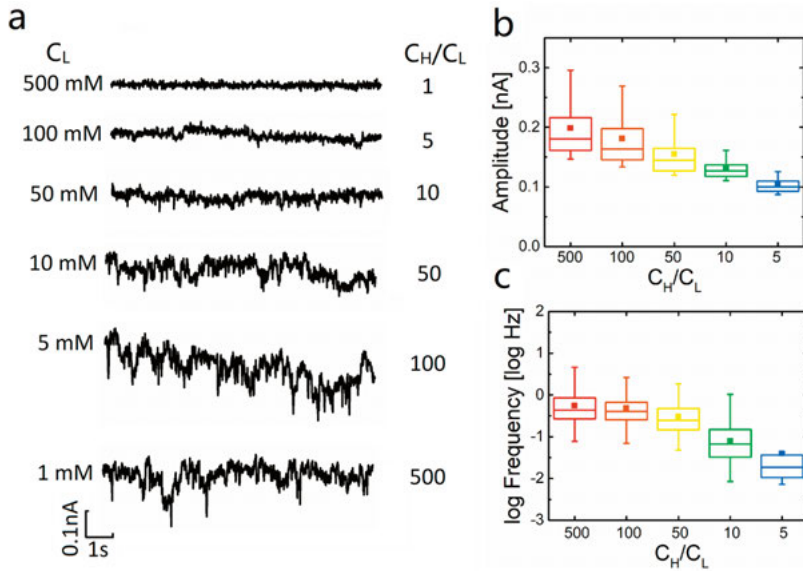 a
C_L
C_H/C_L
500 mM
1
100 mM
5
50 mM
10
10 mM
50
5 mM
100
1 mM
500
0.1nA
1s
b
Amplitude [nA]
0.3
0.2
0.1
0.0
500 100 50 10 5
C_H/C_L
c
log Frequency [log Hz]
2
1
-0
-1
-2
-3
500 100 50 10 5
C_H/C_L